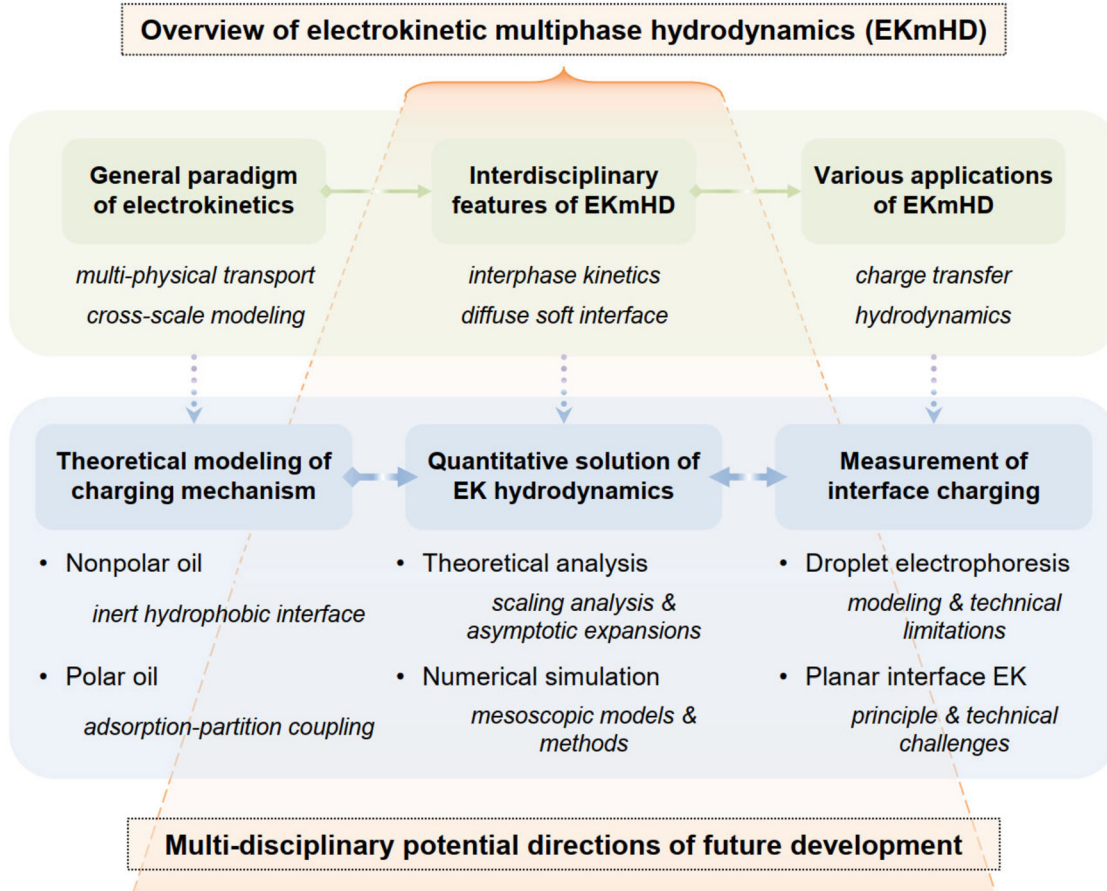 Overview of electrokinetic multiphase hydrodynamics (EKmHD)
General paradigm
of electrokinetics
Interdisciplinary
features of EKmHD
Various applications
of EKmHD
multi-physical transport
cross-scale modeling
interphase kinetics
diffuse soft interface
charge transfer
hydrodynamics
Theoretical modeling of
charging mechanism
Quantitative solution of
EK hydrodynamics
Measurement of
interface charging
• Nonpolar oil
inert hydrophobic interface
• Polar oil
adsorption-partition coupling
• Theoretical analysis
scaling analysis &
asymptotic expansions
• Numerical simulation
mesoscopic models &
methods
• Droplet electrophoresis
modeling & technical
limitations
• Planar interface EK
principle & technical
challenges
Multi-disciplinary potential directions of future development